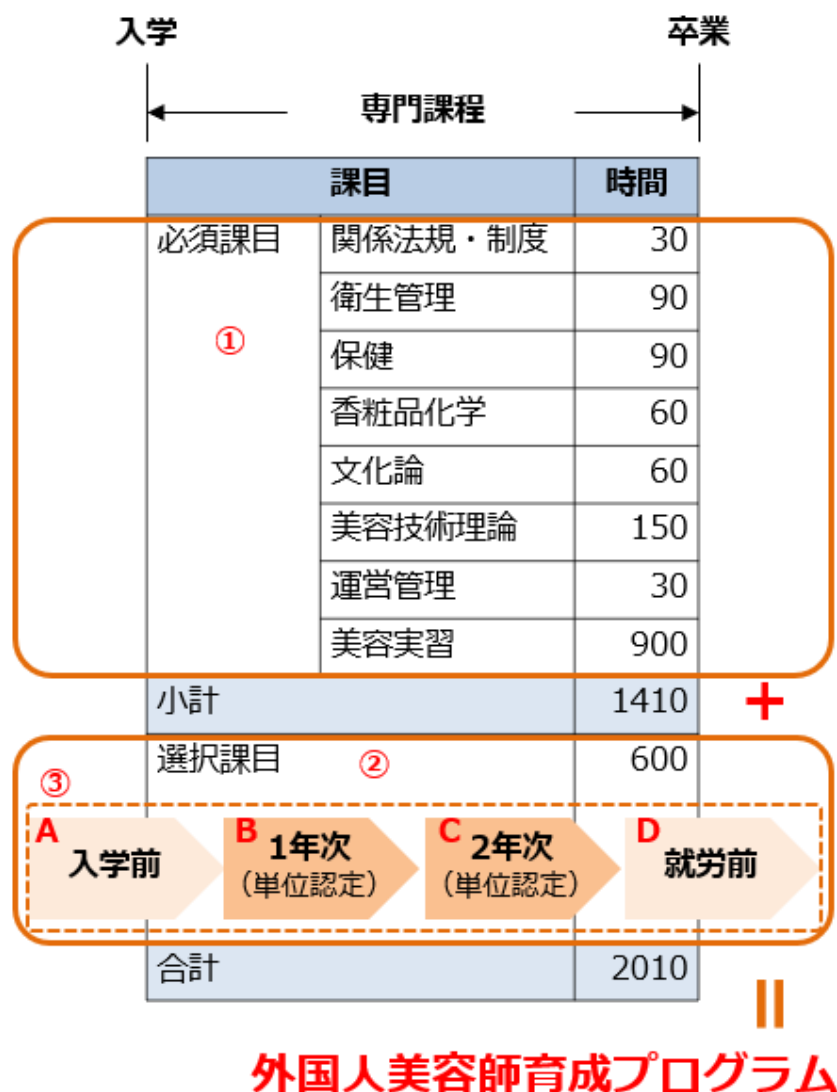 入学 卒業
専門課程
課目 時間
必須課目 関係法規・制度 30
衛生管理 90
① 保健 90
香粧品化学 60
文化論 60
美容技術理論 150
運営管理 30
美容実習 900
小計 1410 +
選択課目 ② 600
③
A 入学前 B 1年次 C 2年次 D 就労前
(単位認定) (単位認定)
合計 2010
=
外国人美容師育成プログラム